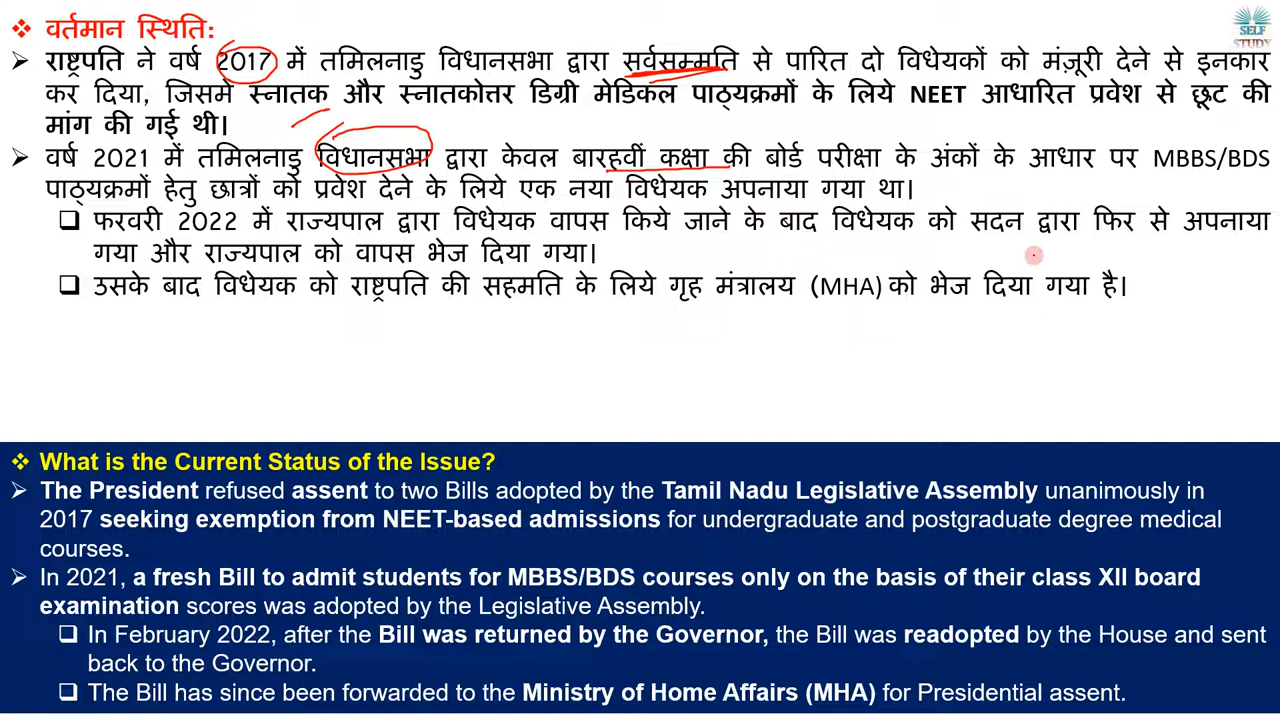 ❖ वर्तमान स्थिति:
SELF
STUDY
➢ राष्ट्रपति ने वर्ष 2017 में तमिलनाडु विधानसभा द्वारा सर्वसम्मति से पारित दो विधेयकों को मंज़ूरी देने से इनकार
कर दिया, जिसमें स्नातक और स्नातकोत्तर डिग्री मेडिकल पाठ्यक्रमों के लिये NEET आधारित प्रवेश से छूट की
मांग की गई थी।
➢ वर्ष 2021 में तमिलनाडु विधानसभा द्वारा केवल बारहवीं कक्षा की बोर्ड परीक्षा के अंकों के आधार पर MBBS/BDS
पाठ्यक्रमों हेतु छात्रों को प्रवेश देने के लिये एक नया विधेयक अपनाया गया था।
❑ फरवरी 2022 में राज्यपाल द्वारा विधेयक वापस किये जाने के बाद विधेयक को सदन द्वारा फिर से अपनाया
गया और राज्यपाल को वापस भेज दिया गया।
❑ उसके बाद विधेयक को राष्ट्रपति की सहमति के लिये गृह मंत्रालय (MHA) को भेज दिया गया है।
❖ What is the Current Status of the Issue?
➢ The President refused assent to two Bills adopted by the Tamil Nadu Legislative Assembly unanimously in
2017 seeking exemption from NEET-based admissions for undergraduate and postgraduate degree medical
courses.
➢ In 2021, a fresh Bill to admit students for MBBS/BDS courses only on the basis of their class XII board
examination scores was adopted by the Legislative Assembly.
❑ In February 2022, after the Bill was returned by the Governor, the Bill was readopted by the House and sent
back to the Governor.
❑ The Bill has since been forwarded to the Ministry of Home Affairs (MHA) for Presidential assent.